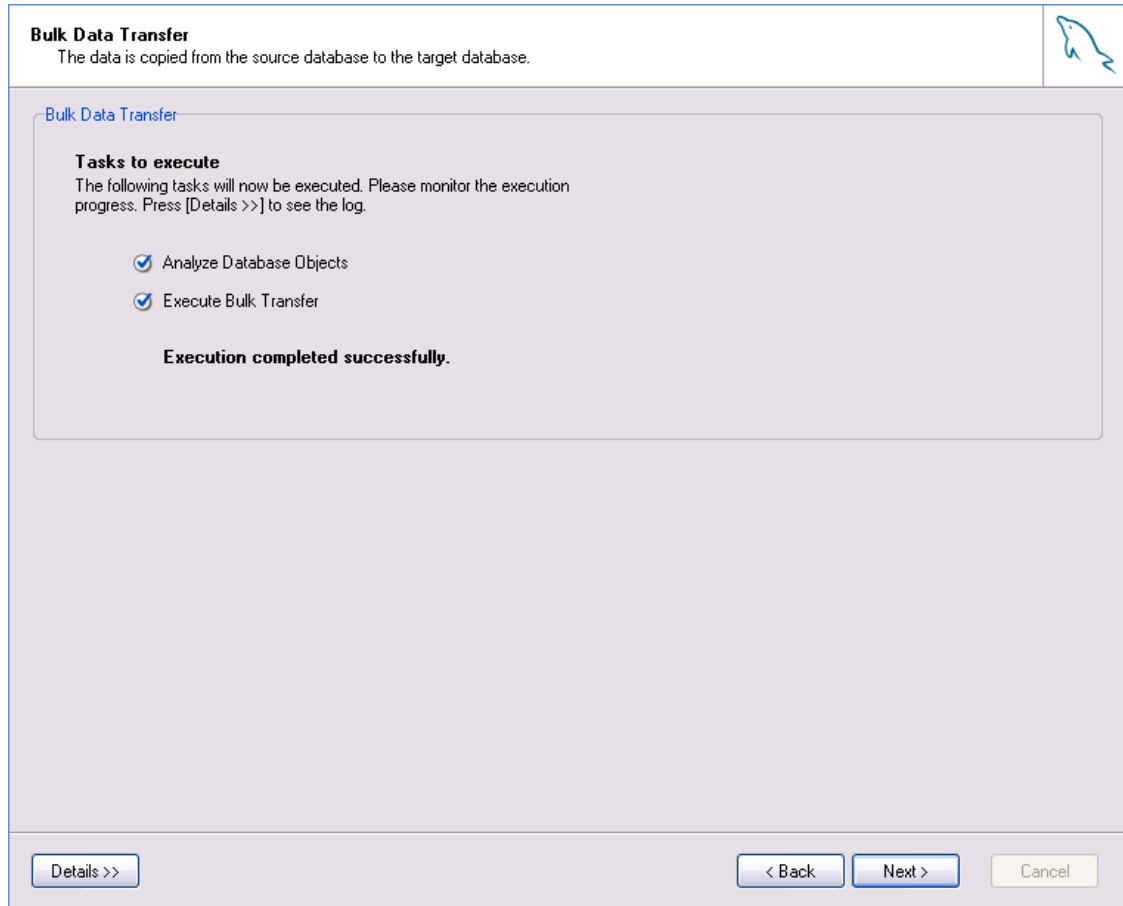 Bulk Data Transfer
The data is copied from the source database to the target database.
Bulk Data Transfer
Tasks to execute
The following tasks will now be executed. Please monitor the execution
progress. Press [Details >>] to see the log.
Analyze Database Objects
Execute Bulk Transfer
Execution completed successfully.
Details >>
< Back
Next >
Cancel